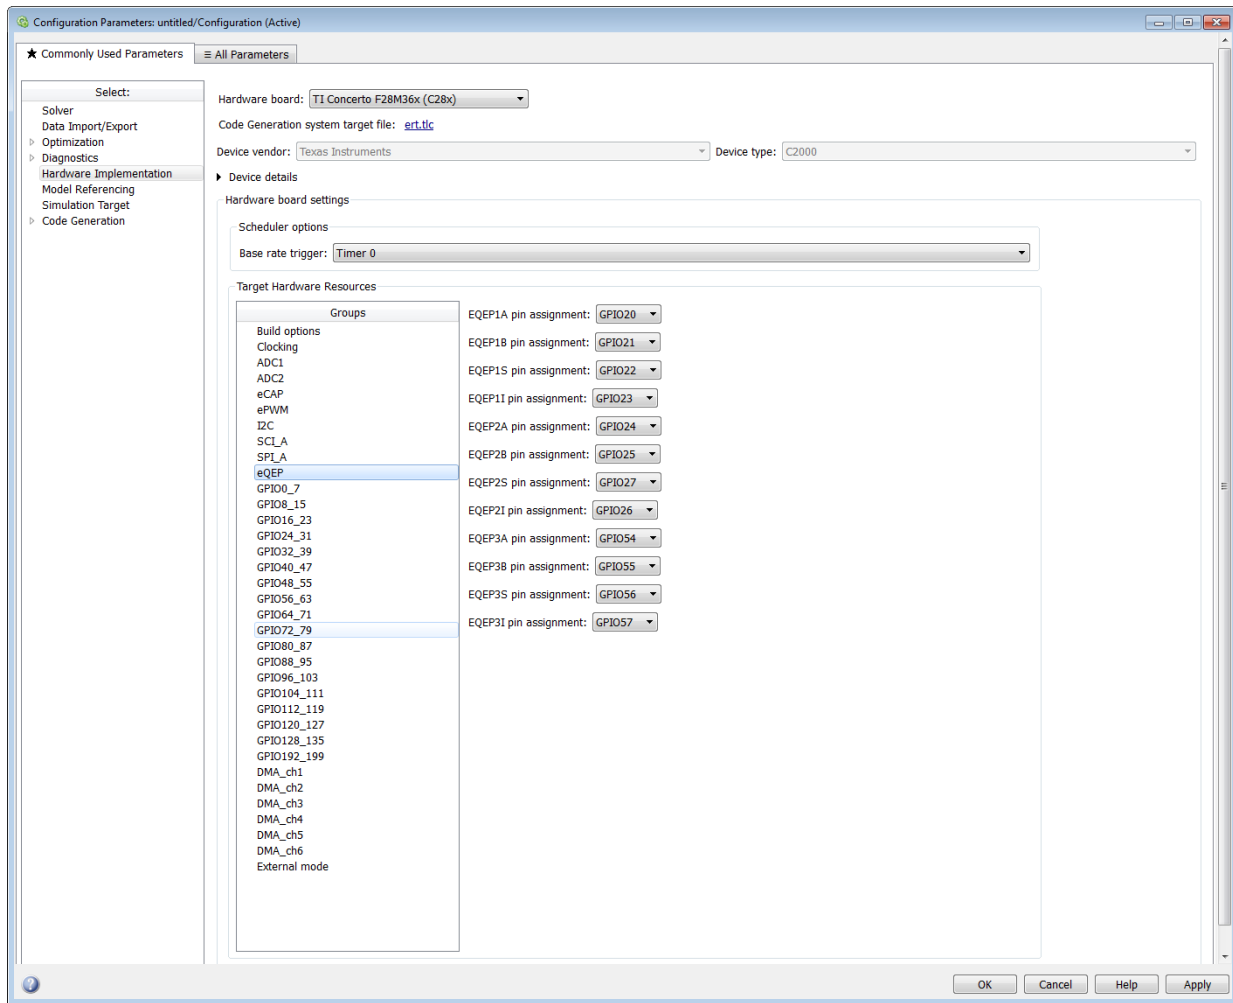 Configuration Parameters: untitled/Configuration (Active)
★ Commonly Used Parameters
≡ All Parameters
Select:
Solver
Data Import/Export
Optimization
Diagnostics
Hardware Implementation
Model Referencing
Simulation Target
Code Generation
Hardware board: TI Concerto F28M36x (C28x)
Code Generation system target file: ert.tlc
Device vendor: Texas Instruments Device type: C2000
Device details
Hardware board settings
Scheduler options
Base rate trigger: Timer 0
Target Hardware Resources
Groups
Build options
Clocking
ADC1
ADC2
eCAP
ePWM
I2C
SCI_A
SPI_A
eQEP
GPIO0_7
GPIO8_15
GPIO16_23
GPIO24_31
GPIO32_39
GPIO40_47
GPIO48_55
GPIO56_63
GPIO64_71
GPIO72_79
GPIO80_87
GPIO88_95
GPIO96_103
GPIO104_111
GPIO112_119
GPIO120_127
GPIO128_135
GPIO192_199
DMA_ch1
DMA_ch2
DMA_ch3
DMA_ch4
DMA_ch5
DMA_ch6
External mode
EQEP1A pin assignment: GPIO20
EQEP1B pin assignment: GPIO21
EQEP1S pin assignment: GPIO22
EQEP1I pin assignment: GPIO23
EQEP2A pin assignment: GPIO24
EQEP2B pin assignment: GPIO25
EQEP2S pin assignment: GPIO27
EQEP2I pin assignment: GPIO26
EQEP3A pin assignment: GPIO54
EQEP3B pin assignment: GPIO55
EQEP3S pin assignment: GPIO56
EQEP3I pin assignment: GPIO57
OK Cancel Help Apply